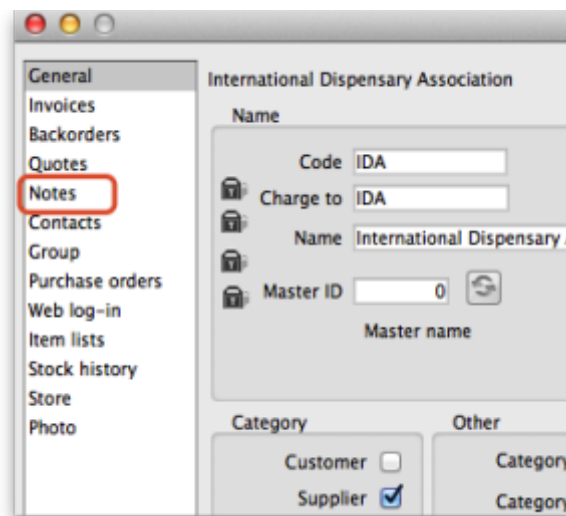 General
Invoices
Backorders
Quotes
Notes
Contacts
Group
Purchase orders
Web log-in
Item lists
Stock history
Store
Photo
International Dispensary Association
Name
Code IDA
Charge to IDA
Name International Dispensary
Master ID 0
Master name
Category
Customer
Supplier
Other
Category
Category